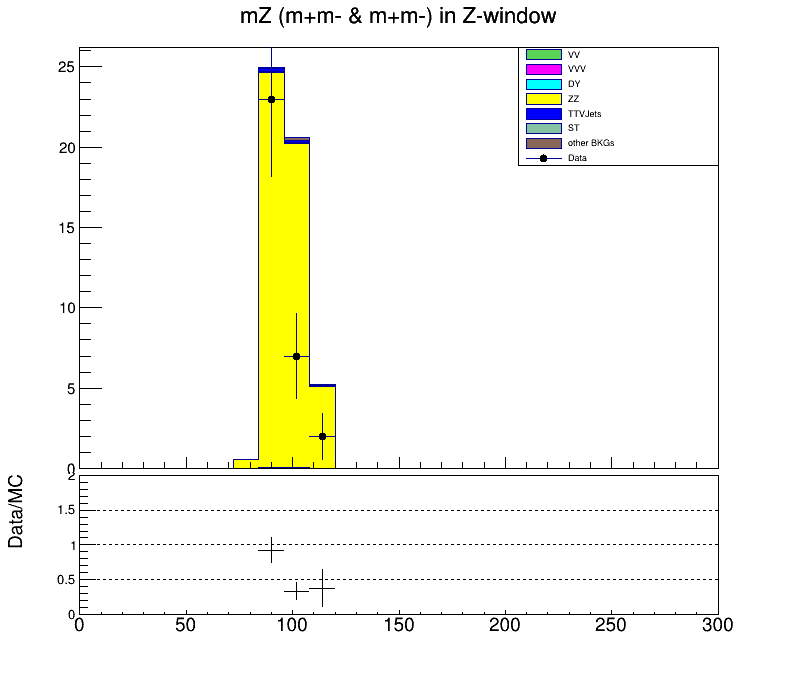 mZ (m+m- & m+m-) in Z-window
VV
VVV
DY
ZZ
TTVJets
ST
other BKGs
Data
25
20
15
10
5
0
Data/MC
2
1.5
1
0.5
0
0 50 100 150 200 250 300